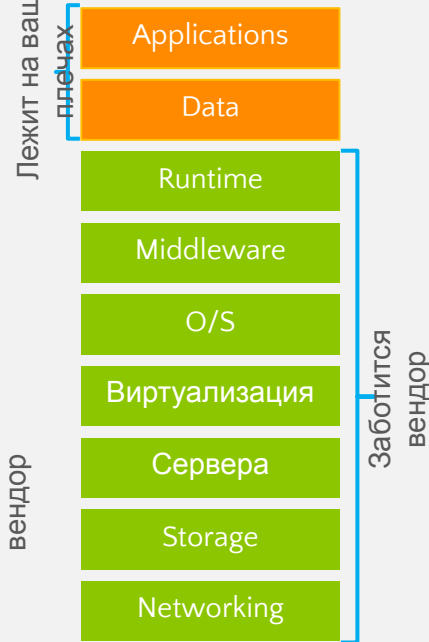 Лежит на ваш
плечах
Applications
Data
Runtime
Middleware
O/S
Виртуализация
Сервера
Storage
Networking
Заботится
вендор
вендор